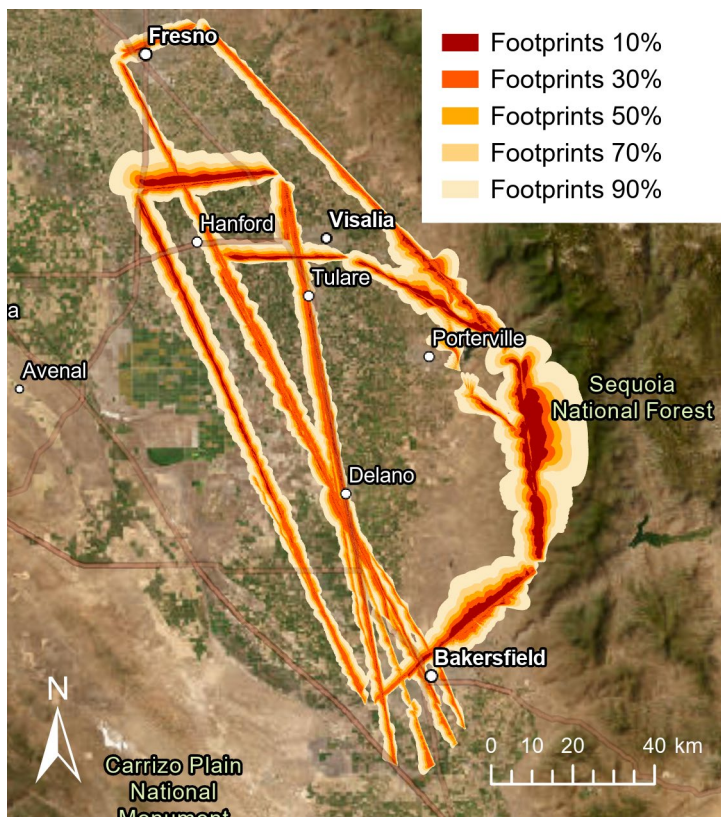 Fresno
Footprints 10%
Footprints 30%
Footprints 50%
Footprints 70%
Footprints 90%
Hanford
Visalia
Tulare
a
Porterville
Avenal
Sequoia
National Forest
Delano
Bakersfield
N
0 10 20 40 km
Carrizo Plain
National
Monument